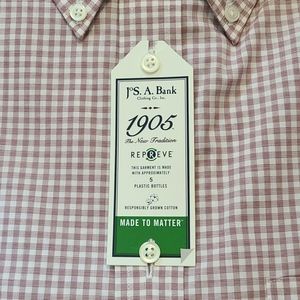 JoS. A. Bank
Clothing Co., Inc.
1905
The New Tradition
REPREVE
THIS GARMENT IS MADE
WITH APPROXIMATELY
5
PLASTIC BOTTLES
RESPONSIBLY GROWN COTTON
MADE TO MATTER